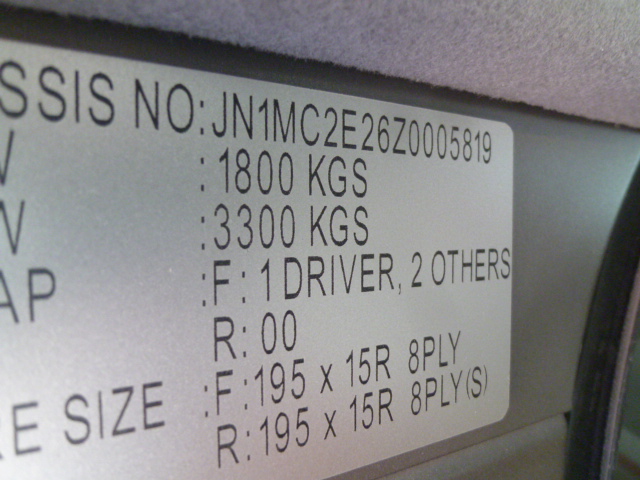 SSIS NO: JN1MC2E26Z0005819
W : 1800 KGS
W : 3300 KGS
AP : F: 1 DRIVER, 2 OTHERS
R: 00
RE SIZE : F: 195 x 15R 8PLY
R: 195 x 15R 8PLY(S)